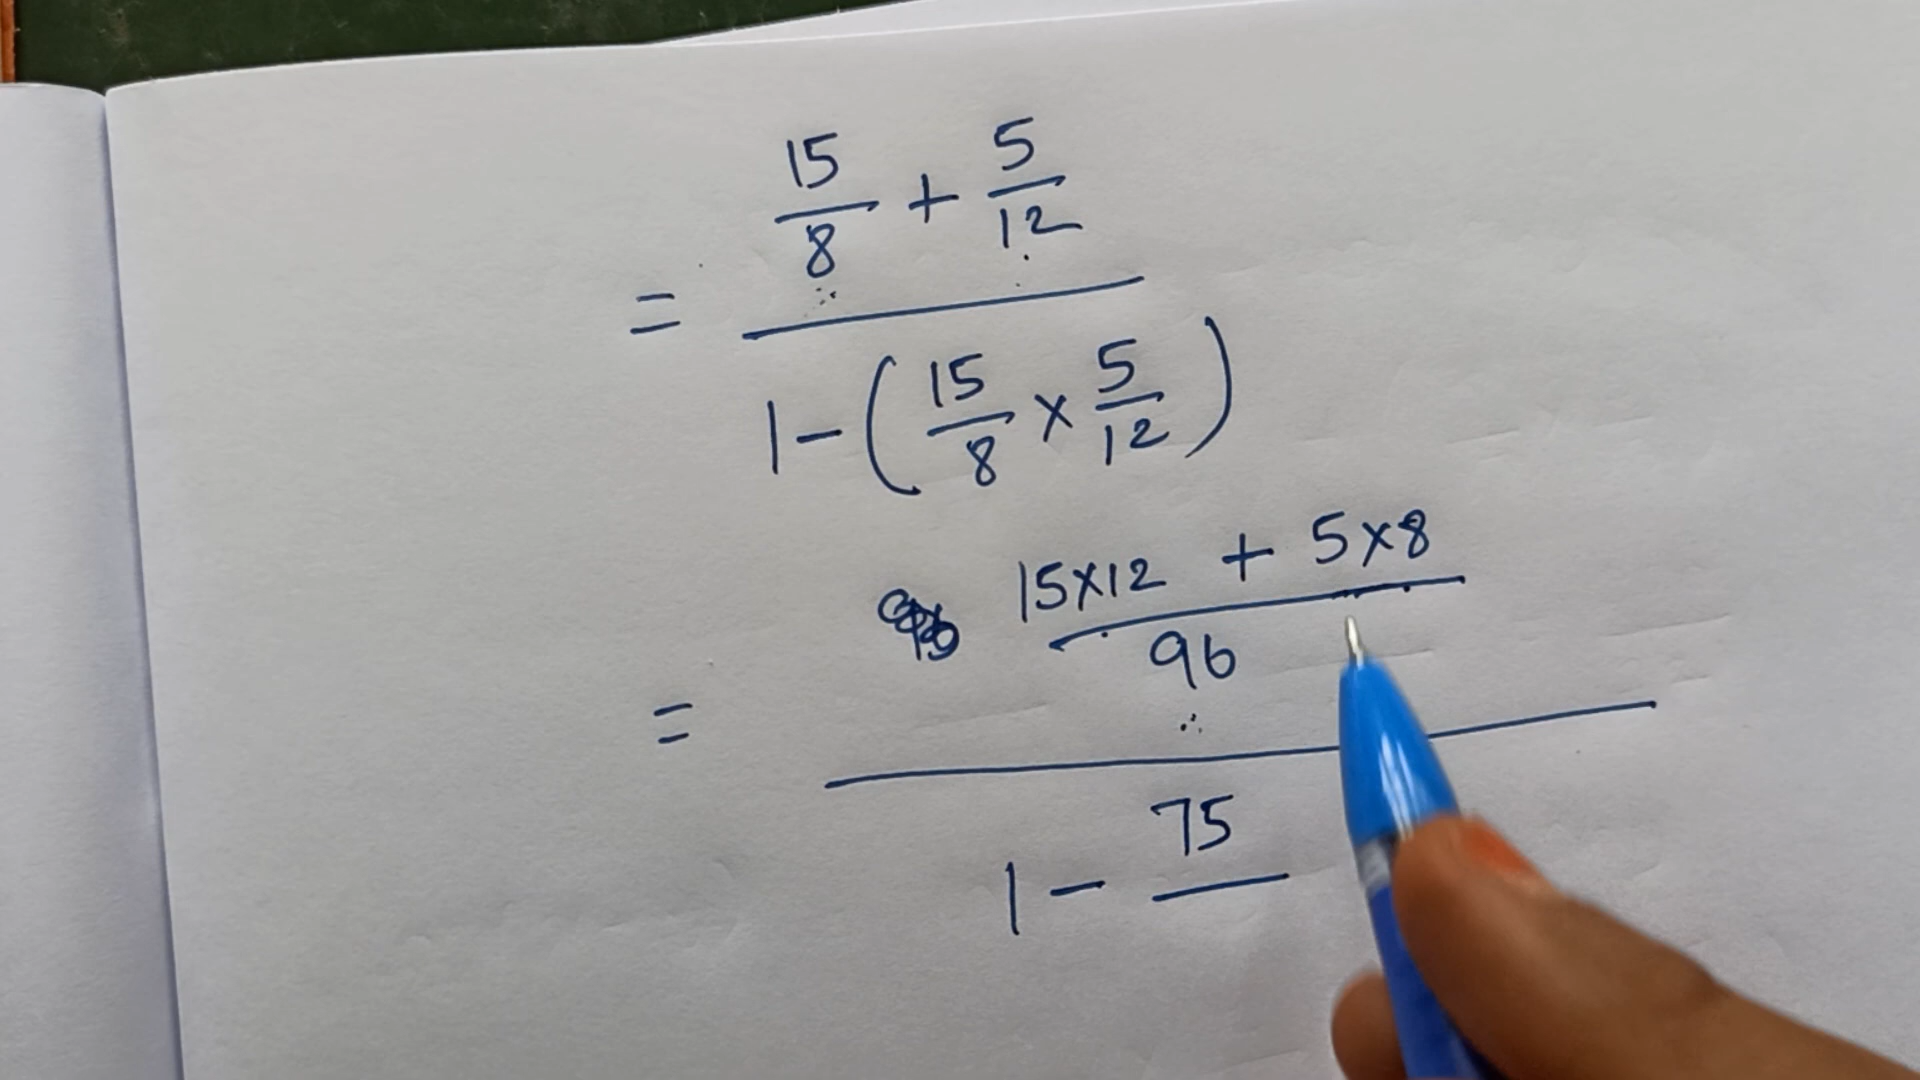 15/8 + 5/12
=
1 - (15/8 × 5/12)
15×12 + 5×8
96
=
75
1 -